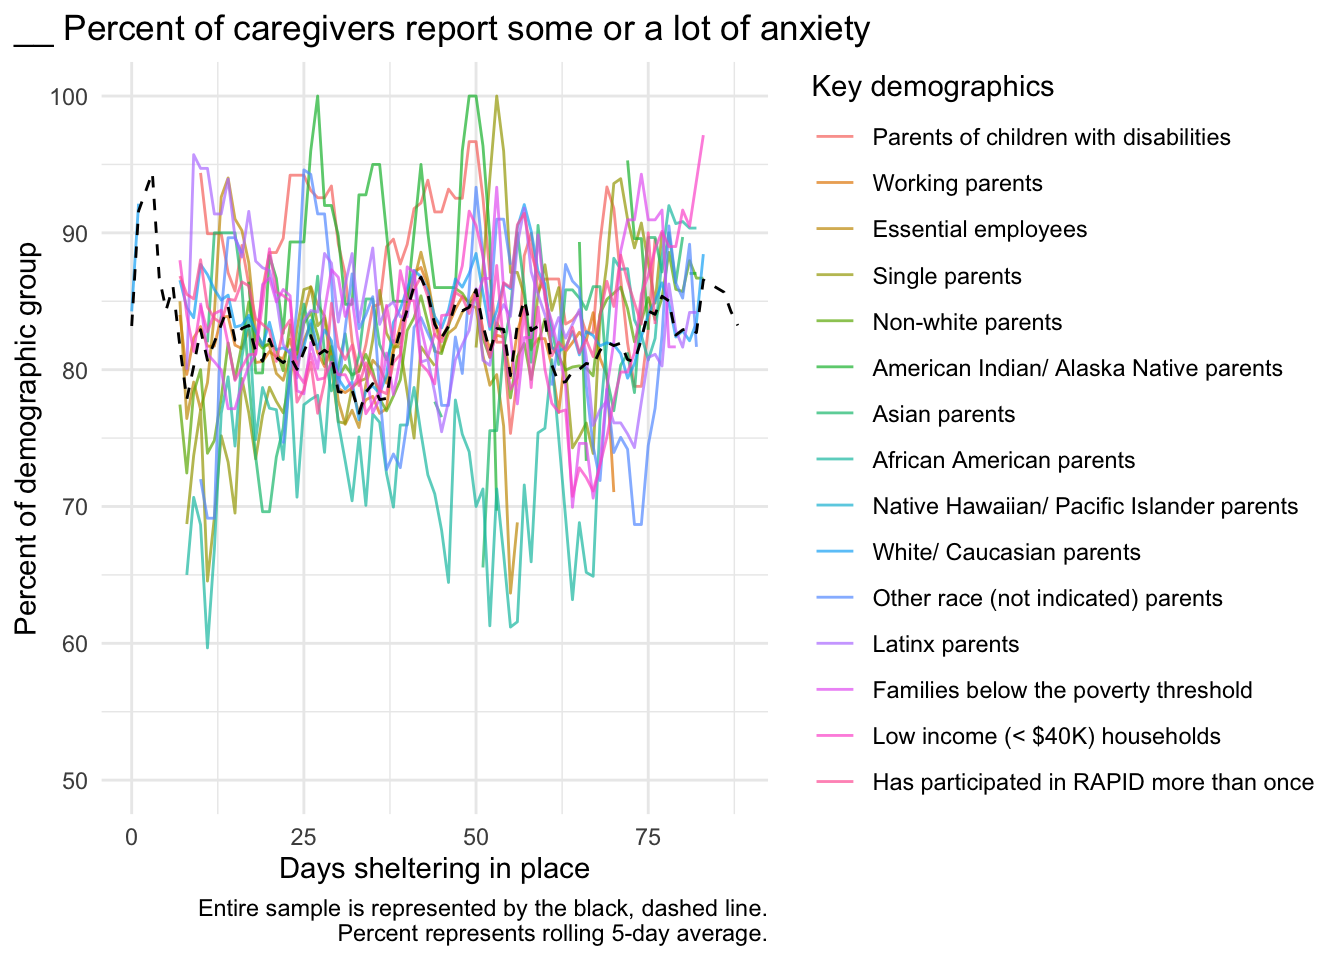 __ Percent of caregivers report some or a lot of anxiety
Percent of demographic group
100
90
80
70
60
50
0
25
50
75
Days sheltering in place
Entire sample is represented by the black, dashed line.
Percent represents rolling 5-day average.
Key demographics
Parents of children with disabilities
Working parents
Essential employees
Single parents
Non-white parents
American Indian/ Alaska Native parents
Asian parents
African American parents
Native Hawaiian/ Pacific Islander parents
White/ Caucasian parents
Other race (not indicated) parents
Latinx parents
Families below the poverty threshold
Low income (< $40K) households
Has participated in RAPID more than once